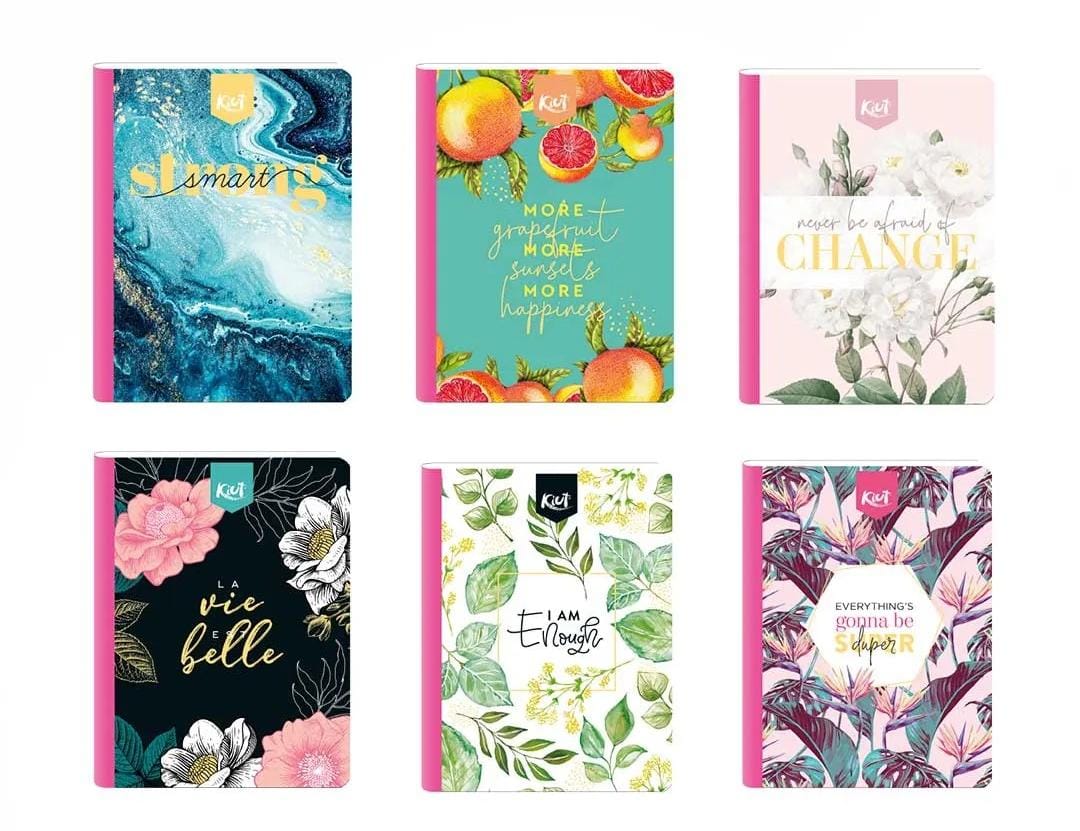 Kiut
strong
smart
Kiut
MORE
grapefruit
MORE
sunsets
MORE
happiness
Kiut
never be afraid of
CHANGE
Kiut
LA
vie
EST
belle
Kiut
I AM
Enough
Kiut
EVERYTHING'S
gonna be
SUPER
duper